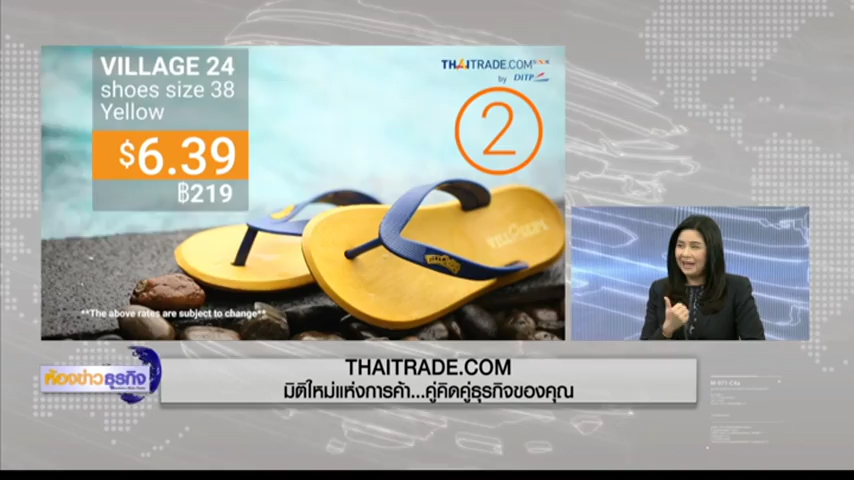 VILLAGE 24
shoes size 38
Yellow
$6.39
฿219
THAITRADE.COM
by DITP
2
**The above rates are subject to change**
ห้องข่าวธุรกิจ
THAITRADE.COM
มิติใหม่แห่งการค้า...คู่คิดคู่ธุรกิจของคุณ